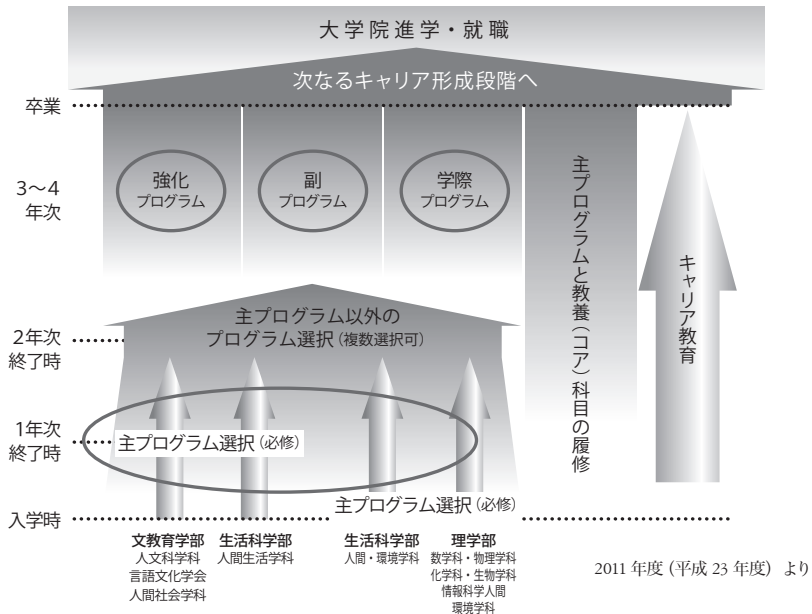 大学院進学・就職
次なるキャリア形成段階へ
卒業
3〜4
年次
強化
プログラム
副
プログラム
学際
プログラム
主プログラムと教養（コア）科目の履修
キャリア教育
主プログラム以外の
プログラム選択（複数選択可）
2年次
終了時
1年次
終了時
主プログラム選択（必修）
主プログラム選択（必修）
入学時
文教育学部
人文科学科
言語文化学会
人間社会学科
生活科学部
人間生活学科
生活科学部
人間・環境学科
理学部
数学科・物理学科
化学科・生物学科
情報科学人間
環境学科
2011年度（平成23年度）より